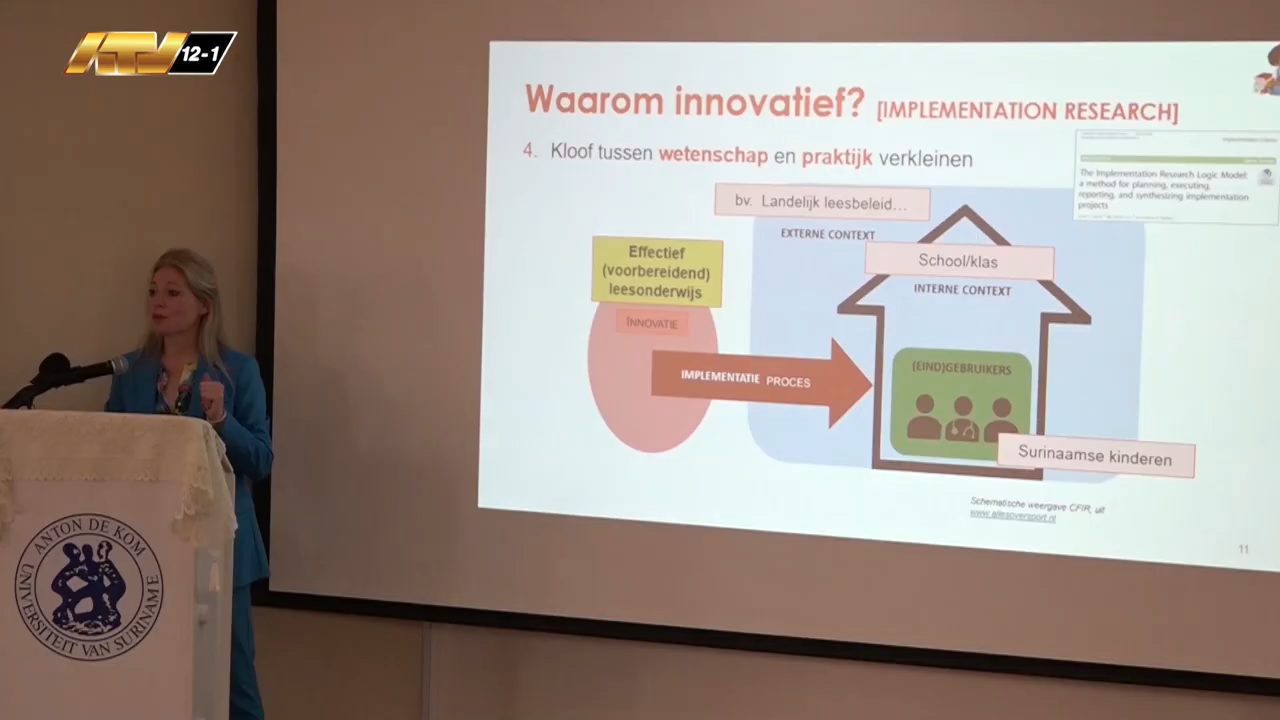 ATV 12-1
Waarom innovatief? [IMPLEMENTATION RESEARCH]
4. Kloof tussen wetenschap en praktijk verkleinen
The Implementation Research Logic Model:
a method for planning, executing,
reporting, and synthesizing implementation
projects
bv. Landelijk leesbeleid...
EXTERNE CONTEXT
Effectief
(voorbereidend)
leesonderwijs
School/klas
INTERNE CONTEXT
INNOVATIE
IMPLEMENTATIE PROCES
(EIND)GEBRUIKERS
Surinaamse kinderen
Schematische weergave CFIR, uit
www.allesoversport.nl
11
ANTON DE KOM
UNIVERSITEIT VAN SURINAME